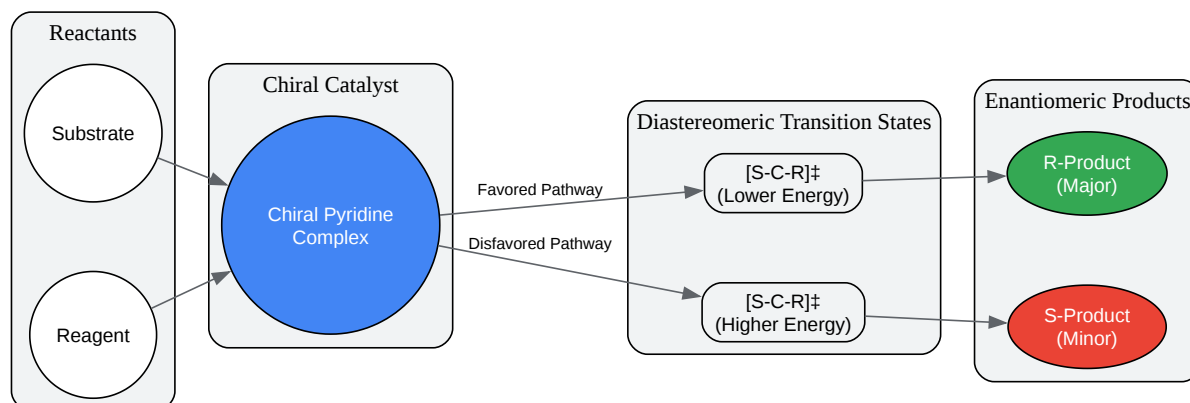 Reactants
Substrate
Reagent
Chiral Catalyst
Chiral Pyridine
Complex
Favored Pathway
Disfavored Pathway
Diastereomeric Transition States
[S-C-R]‡
(Lower Energy)
[S-C-R]‡
(Higher Energy)
Enantiomeric Products
R-Product
(Major)
S-Product
(Minor)